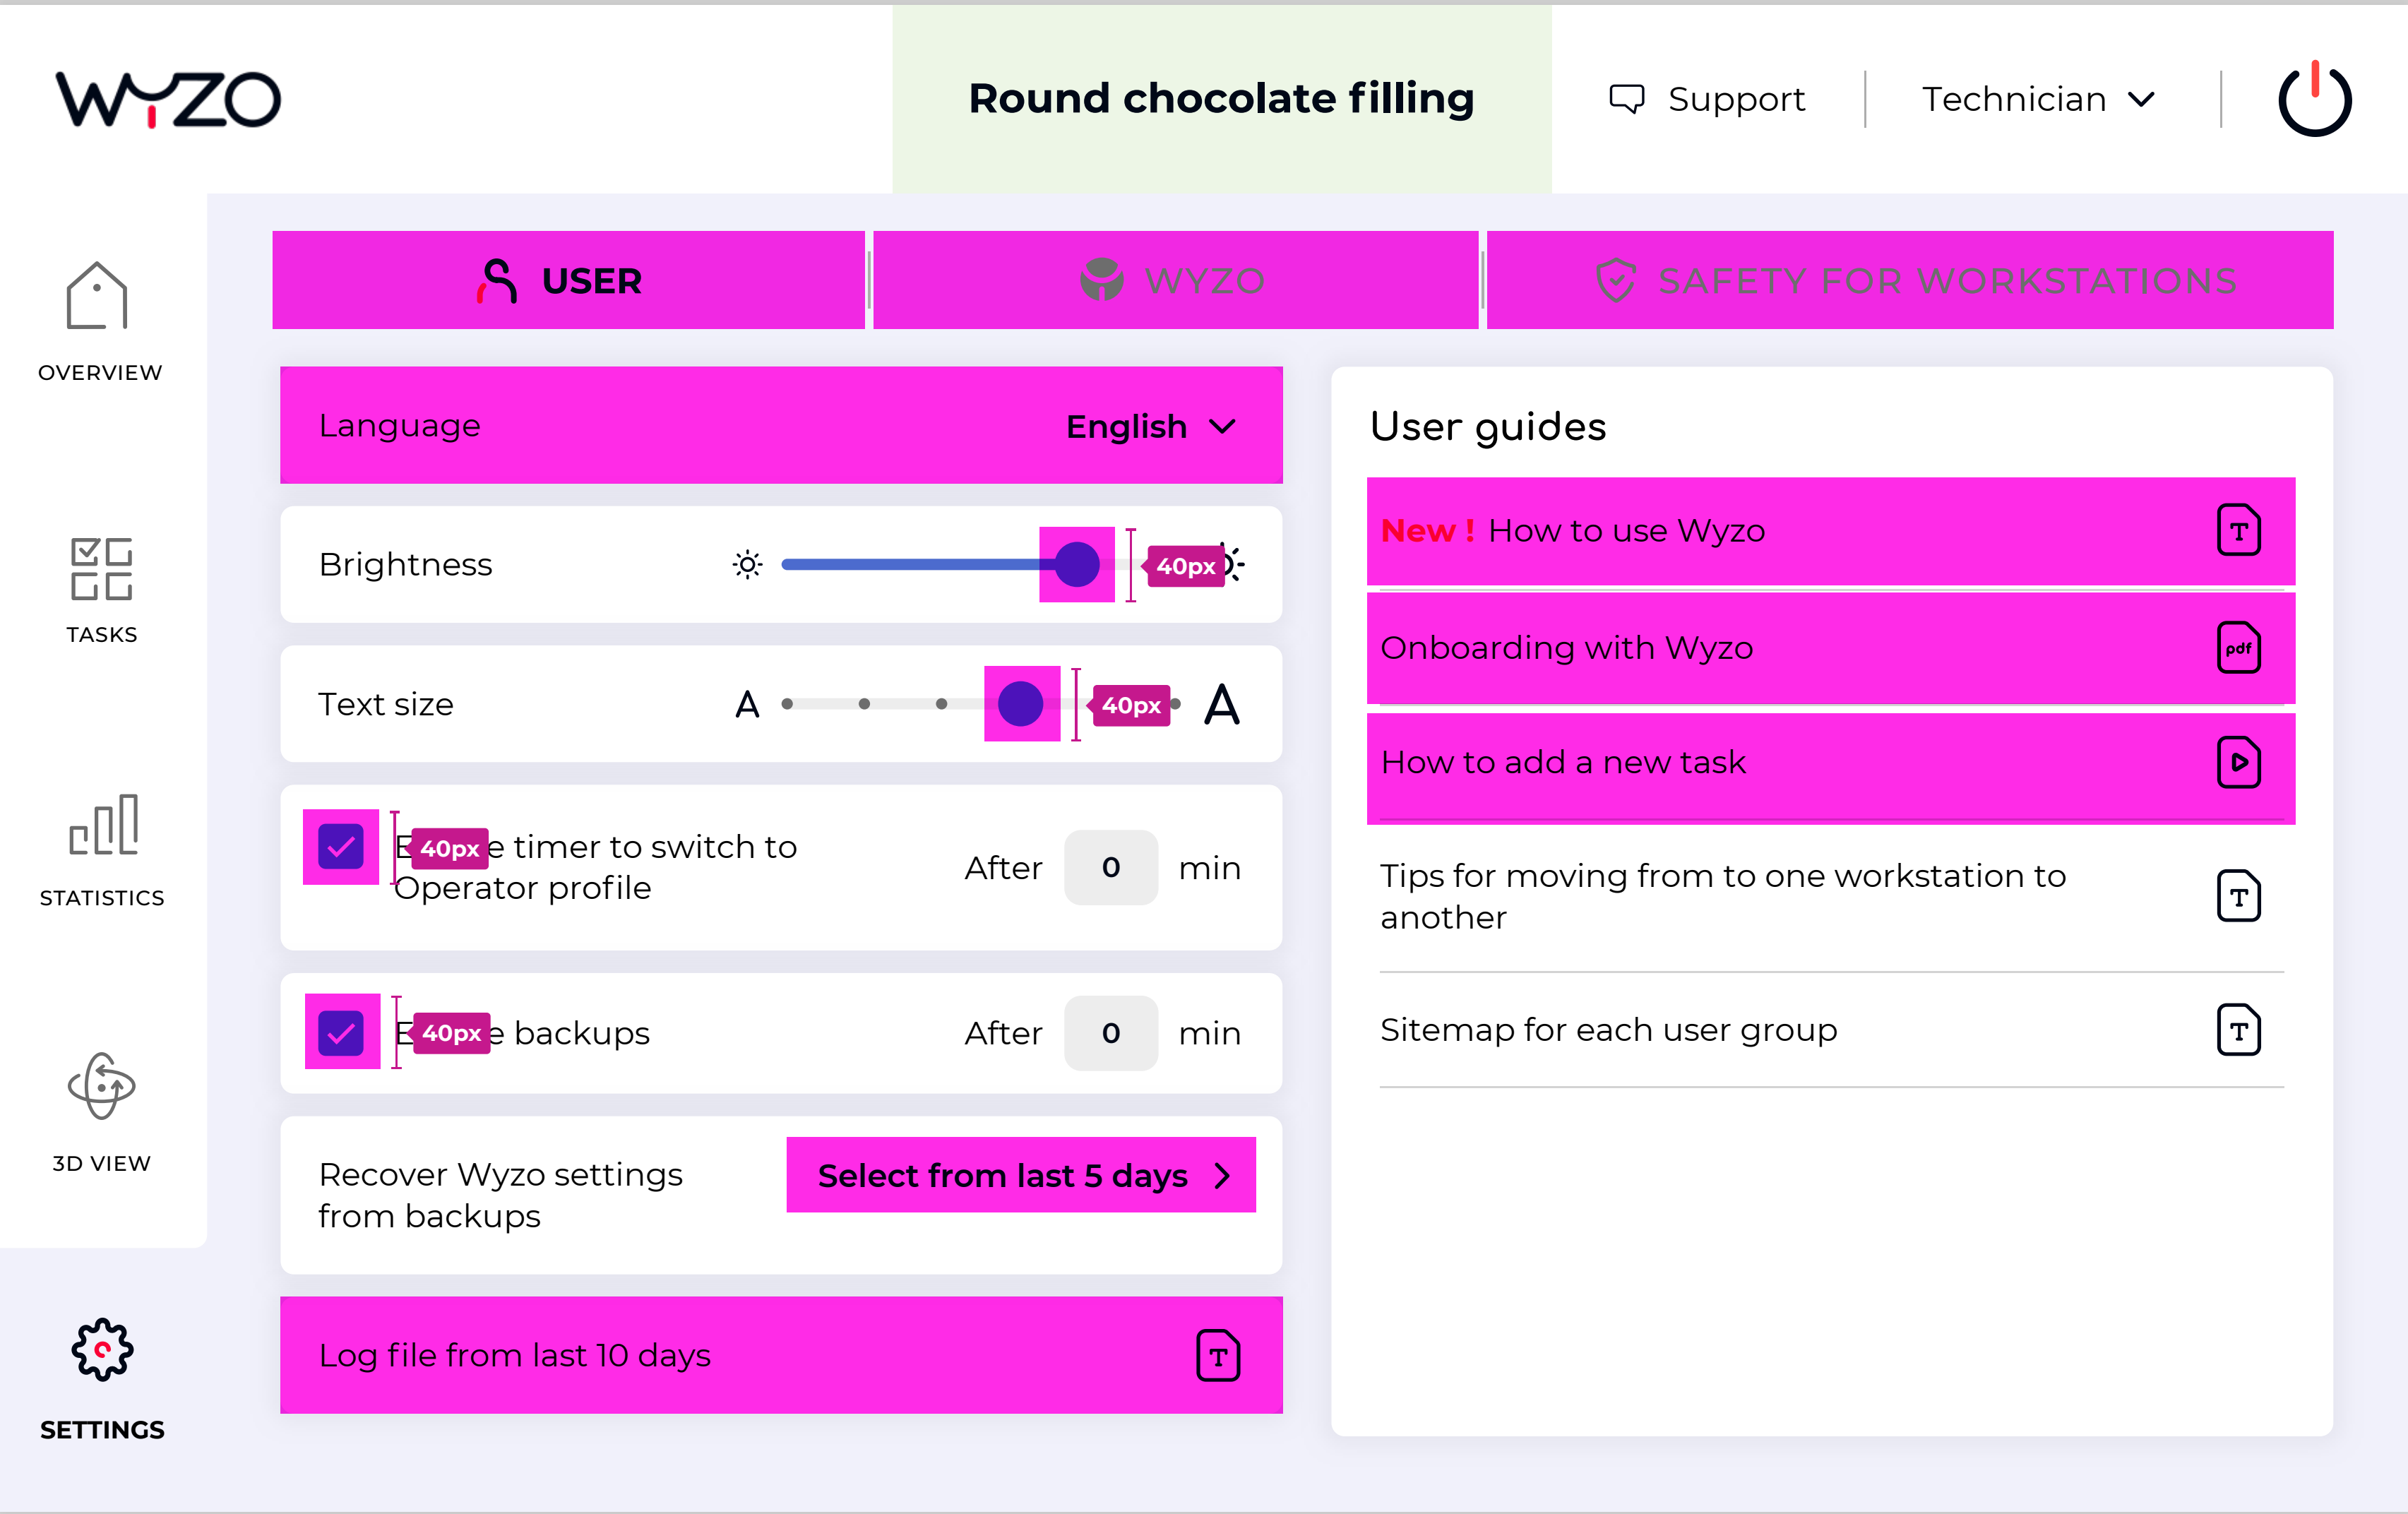 WYZO
Round chocolate filling
Support
Technician
OVERVIEW
TASKS
STATISTICS
3D VIEW
SETTINGS
USER
WYZO
SAFETY FOR WORKSTATIONS
Language
English
Brightness
40px
Text size
A
40px
A
40px
timer to switch to
Operator profile
After
0
min
40px
backups
After
0
min
Recover Wyzo settings
from backups
Select from last 5 days
Log file from last 10 days
T
User guides
New ! How to use Wyzo
T
Onboarding with Wyzo
pdf
How to add a new task
Tips for moving from to one workstation to
another
T
Sitemap for each user group
T